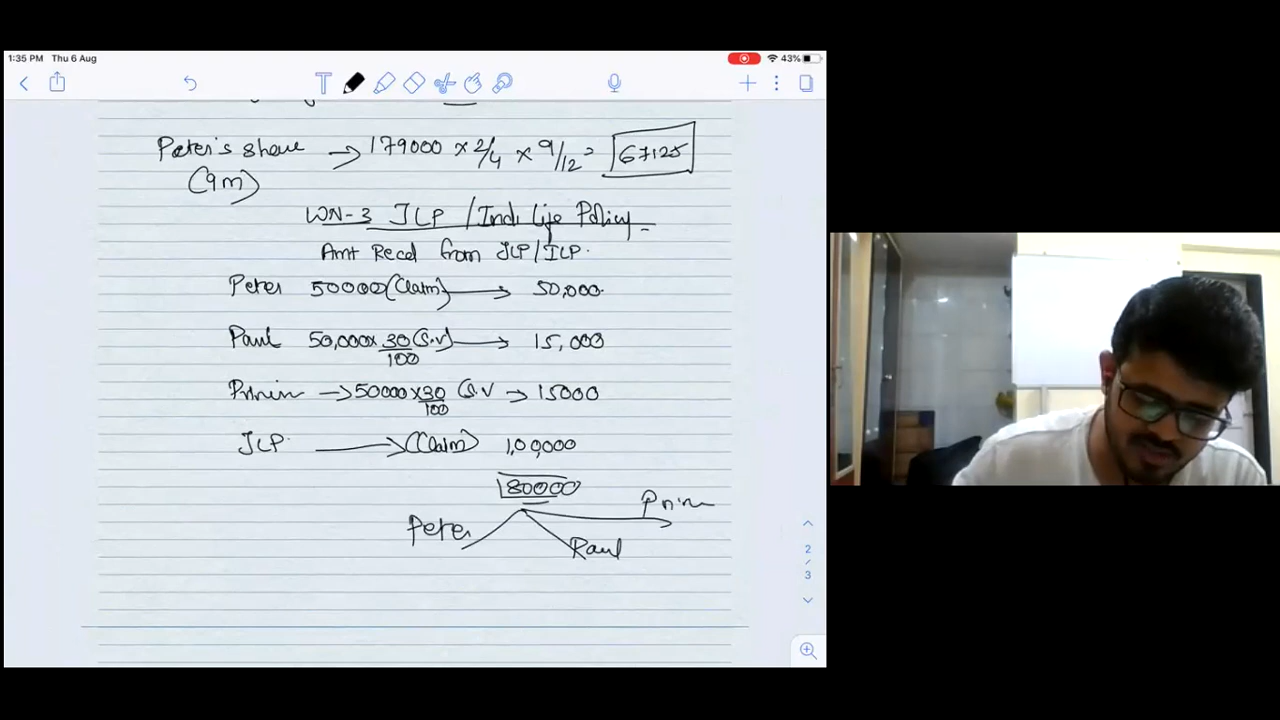 1:35 PM Thu 6 Aug
43%
T
Peter's share → 179000 × 2/4 × 9/12 = 67125
(9m)
WN-3 JLP / Indi Life Policy
Amt Recd from JLP/ILP.
Peter 50000 (Claim) → 50,000
Paul 50,000 × 30/100 (S.V) → 15,000
→ 50000 × 30/100 (S.V → 15000
JLP → (Claim) 1,00,000
180000
Peter
Paul
2
/
3